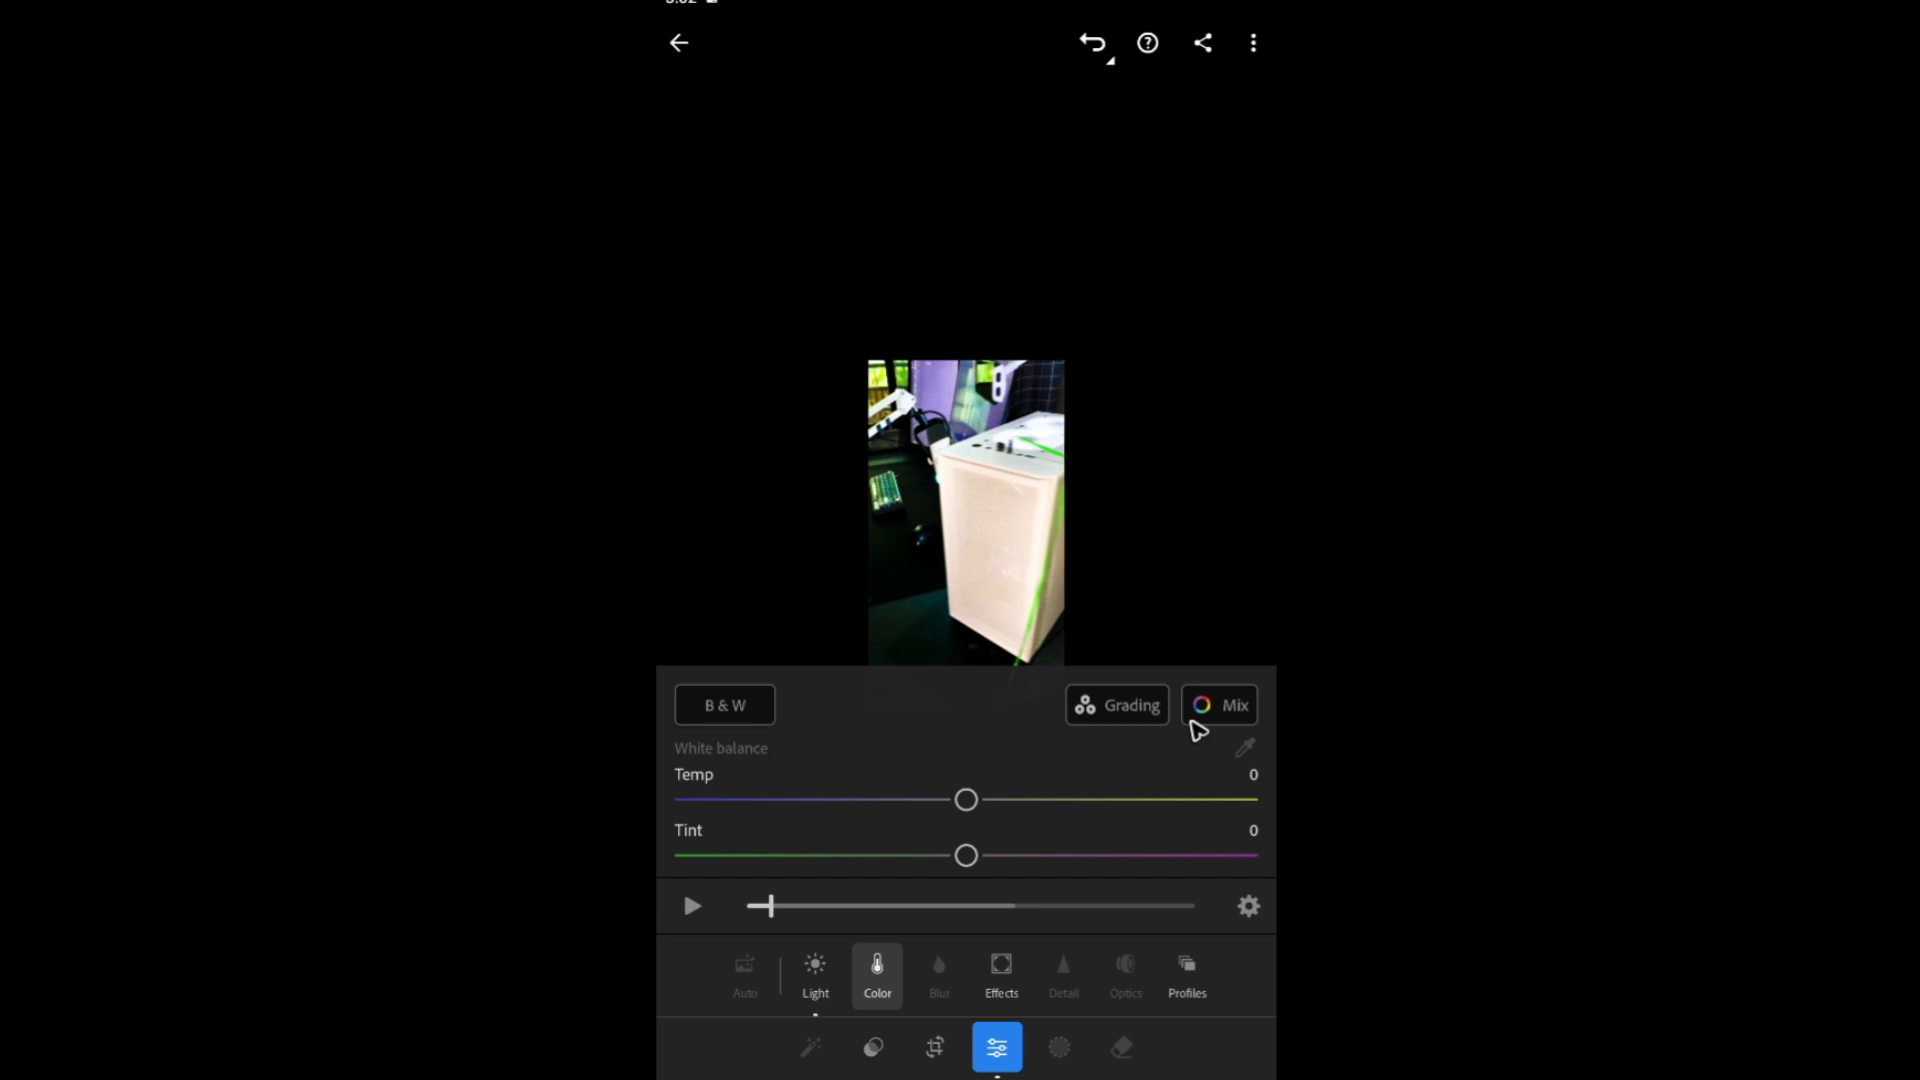 B & W
Grading
Mix
White balance
Temp
0
Tint
0
Auto
Light
Color
Blur
Effects
Detail
Optics
Profiles